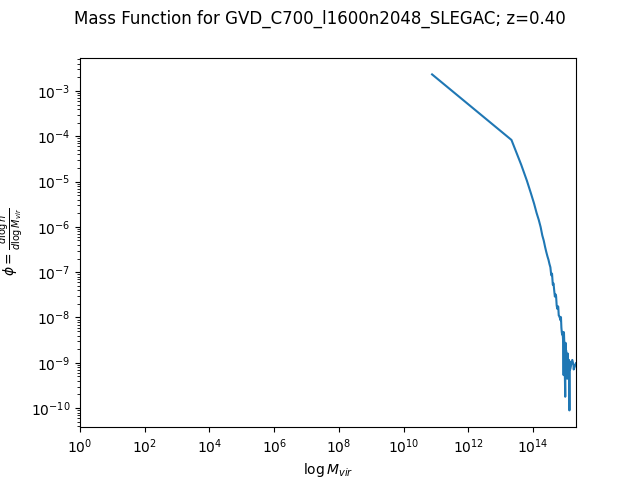 Mass Function for GVD_C700_l1600n2048_SLEGAC; z=0.40
10^-3
10^-4
10^-5
10^-6
10^-7
10^-8
10^-9
10^-10
ϕ = dlog n / dlog M_vir
10^0 10^2 10^4 10^6 10^8 10^10 10^12 10^14
log M_vir